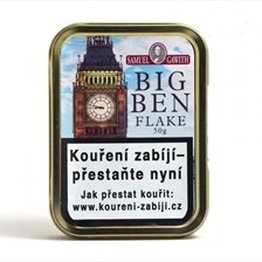 SAMUEL GAWITH
BIG
BEN
FLAKE
50g
Kouření zabíjí–
přestaňte nyní
Jak přestat kouřit:
www.koureni-zabiji.cz